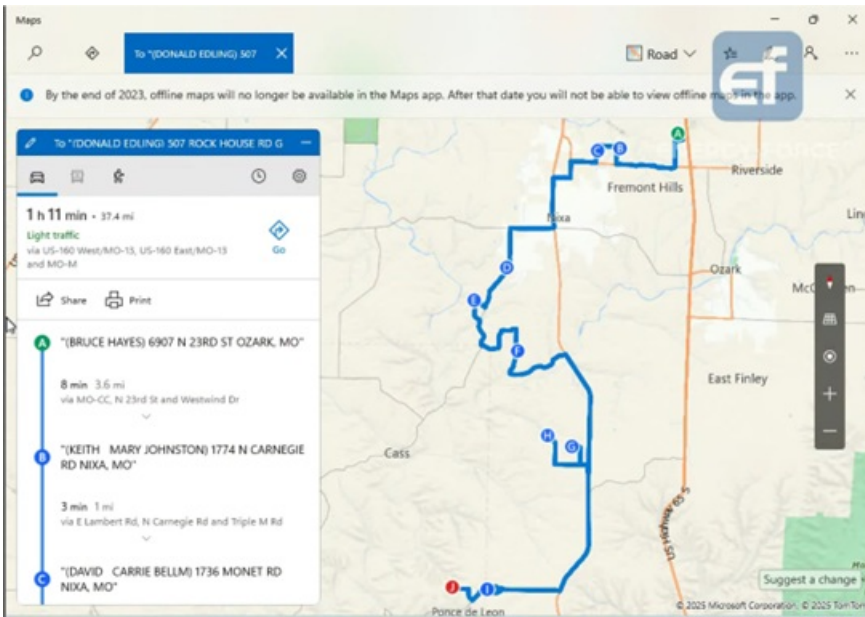 Maps
To "(DONALD EDLING) 507
Road
By the end of 2023, offline maps will no longer be available in the Maps app. After that date you will not be able to view offline maps in the app.
To "(DONALD EDLING) 507 ROCK HOUSE RD G
1 h 11 min · 37.4 mi
Light traffic
via US-160 West/MO-13, US-160 East/MO-13
and MO-M
Go
Share
Print
A
"(BRUCE HAYES) 6907 N 23RD ST OZARK, MO"
8 min 3.6 mi
via MO-CC, N 23rd St and Westwind Dr
B
"(KEITH MARY JOHNSTON) 1774 N CARNEGIE
RD NIXA, MO"
3 min 1 mi
via E Lambert Rd, N Carnegie Rd and Triple M Rd
C
"(DAVID CARRIE BELLM) 1736 MONET RD
NIXA, MO"
A
C
B
Riverside
Fremont Hills
Nixa
D
Ozark
E
F
East Finley
H
G
Cass
US Highway 65 S
J
I
Ponce de Leon
Suggest a change
© 2025 Microsoft Corporation, © 2025 TomTom